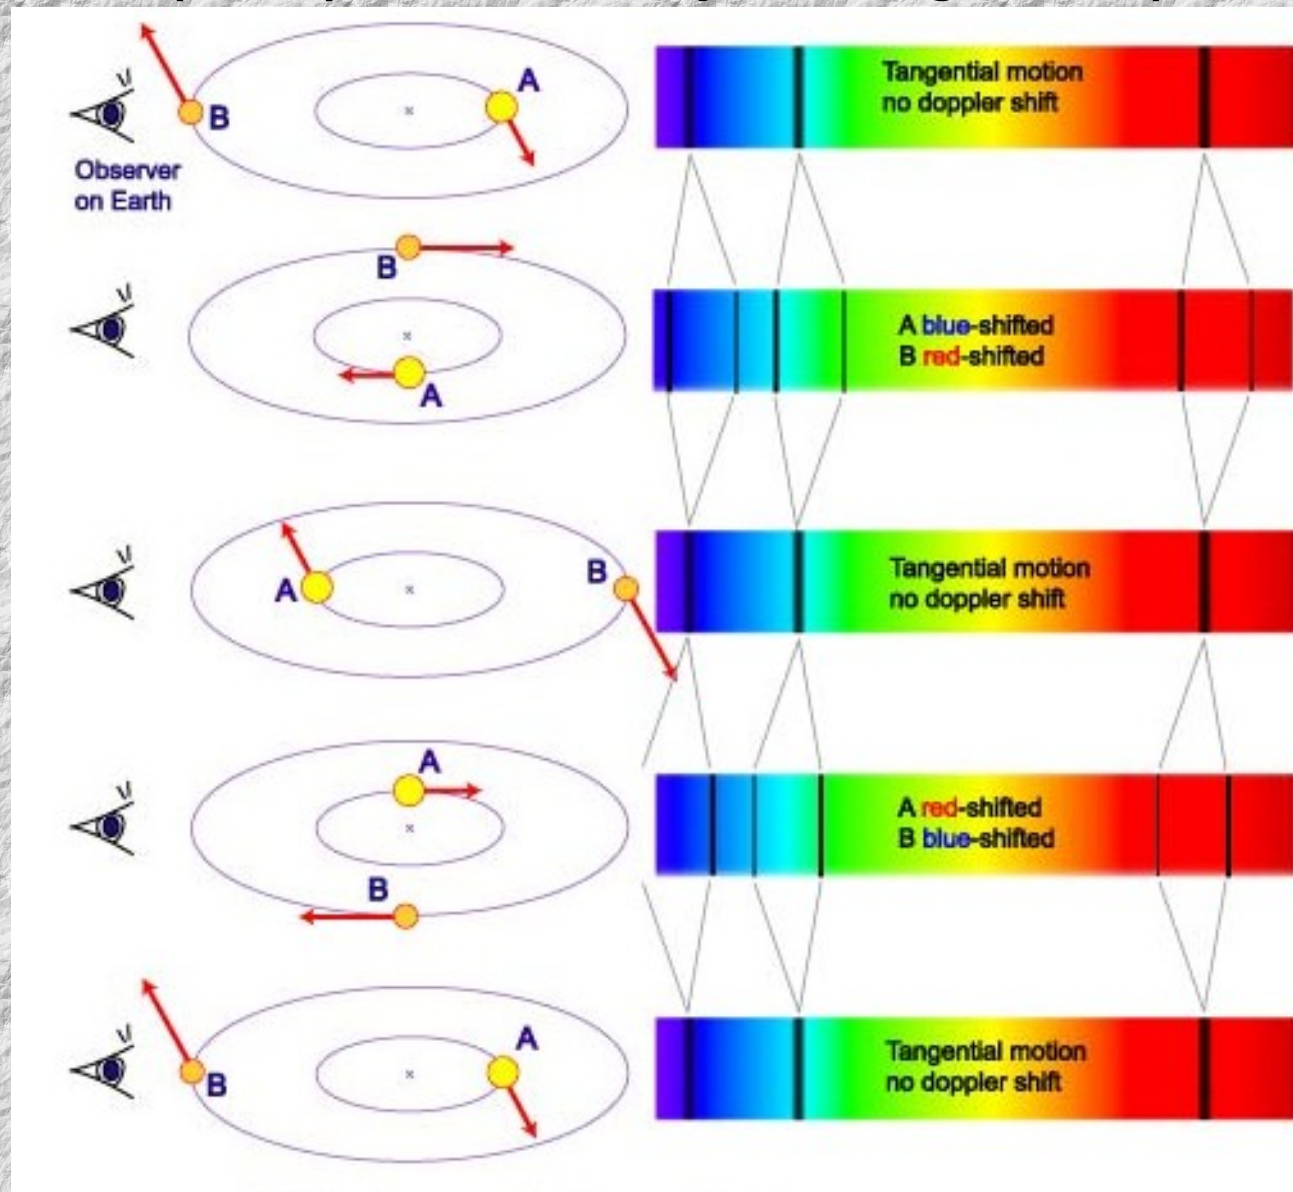 A
Tangential motion
no doppler shift
B
Observer
on Earth
B
A blue-shifted
B red-shifted
A
B
A
Tangential motion
no doppler shift
A
A red-shifted
B blue-shifted
B
A
Tangential motion
no doppler shift
B